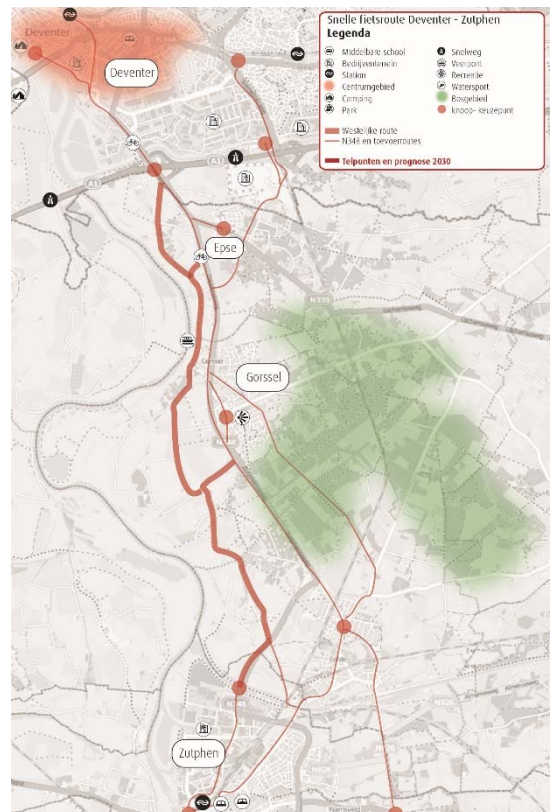 Snelle fietsroute Deventer - Zutphen
Legenda
Middelbare school
Bedrijventerrein
Station
Centrumgebied
Camping
Park
Snelweg
Veerpont
Recreatie
Watersport
Bosgebied
knoop- keuzepunt
Westelijke route
N348 en toevoerroutes
Telpunten en prognose 2030
Deventer
Deventer
A1
A1
Epse
N339
Gorssel
Gorssel
N348
Zutphen